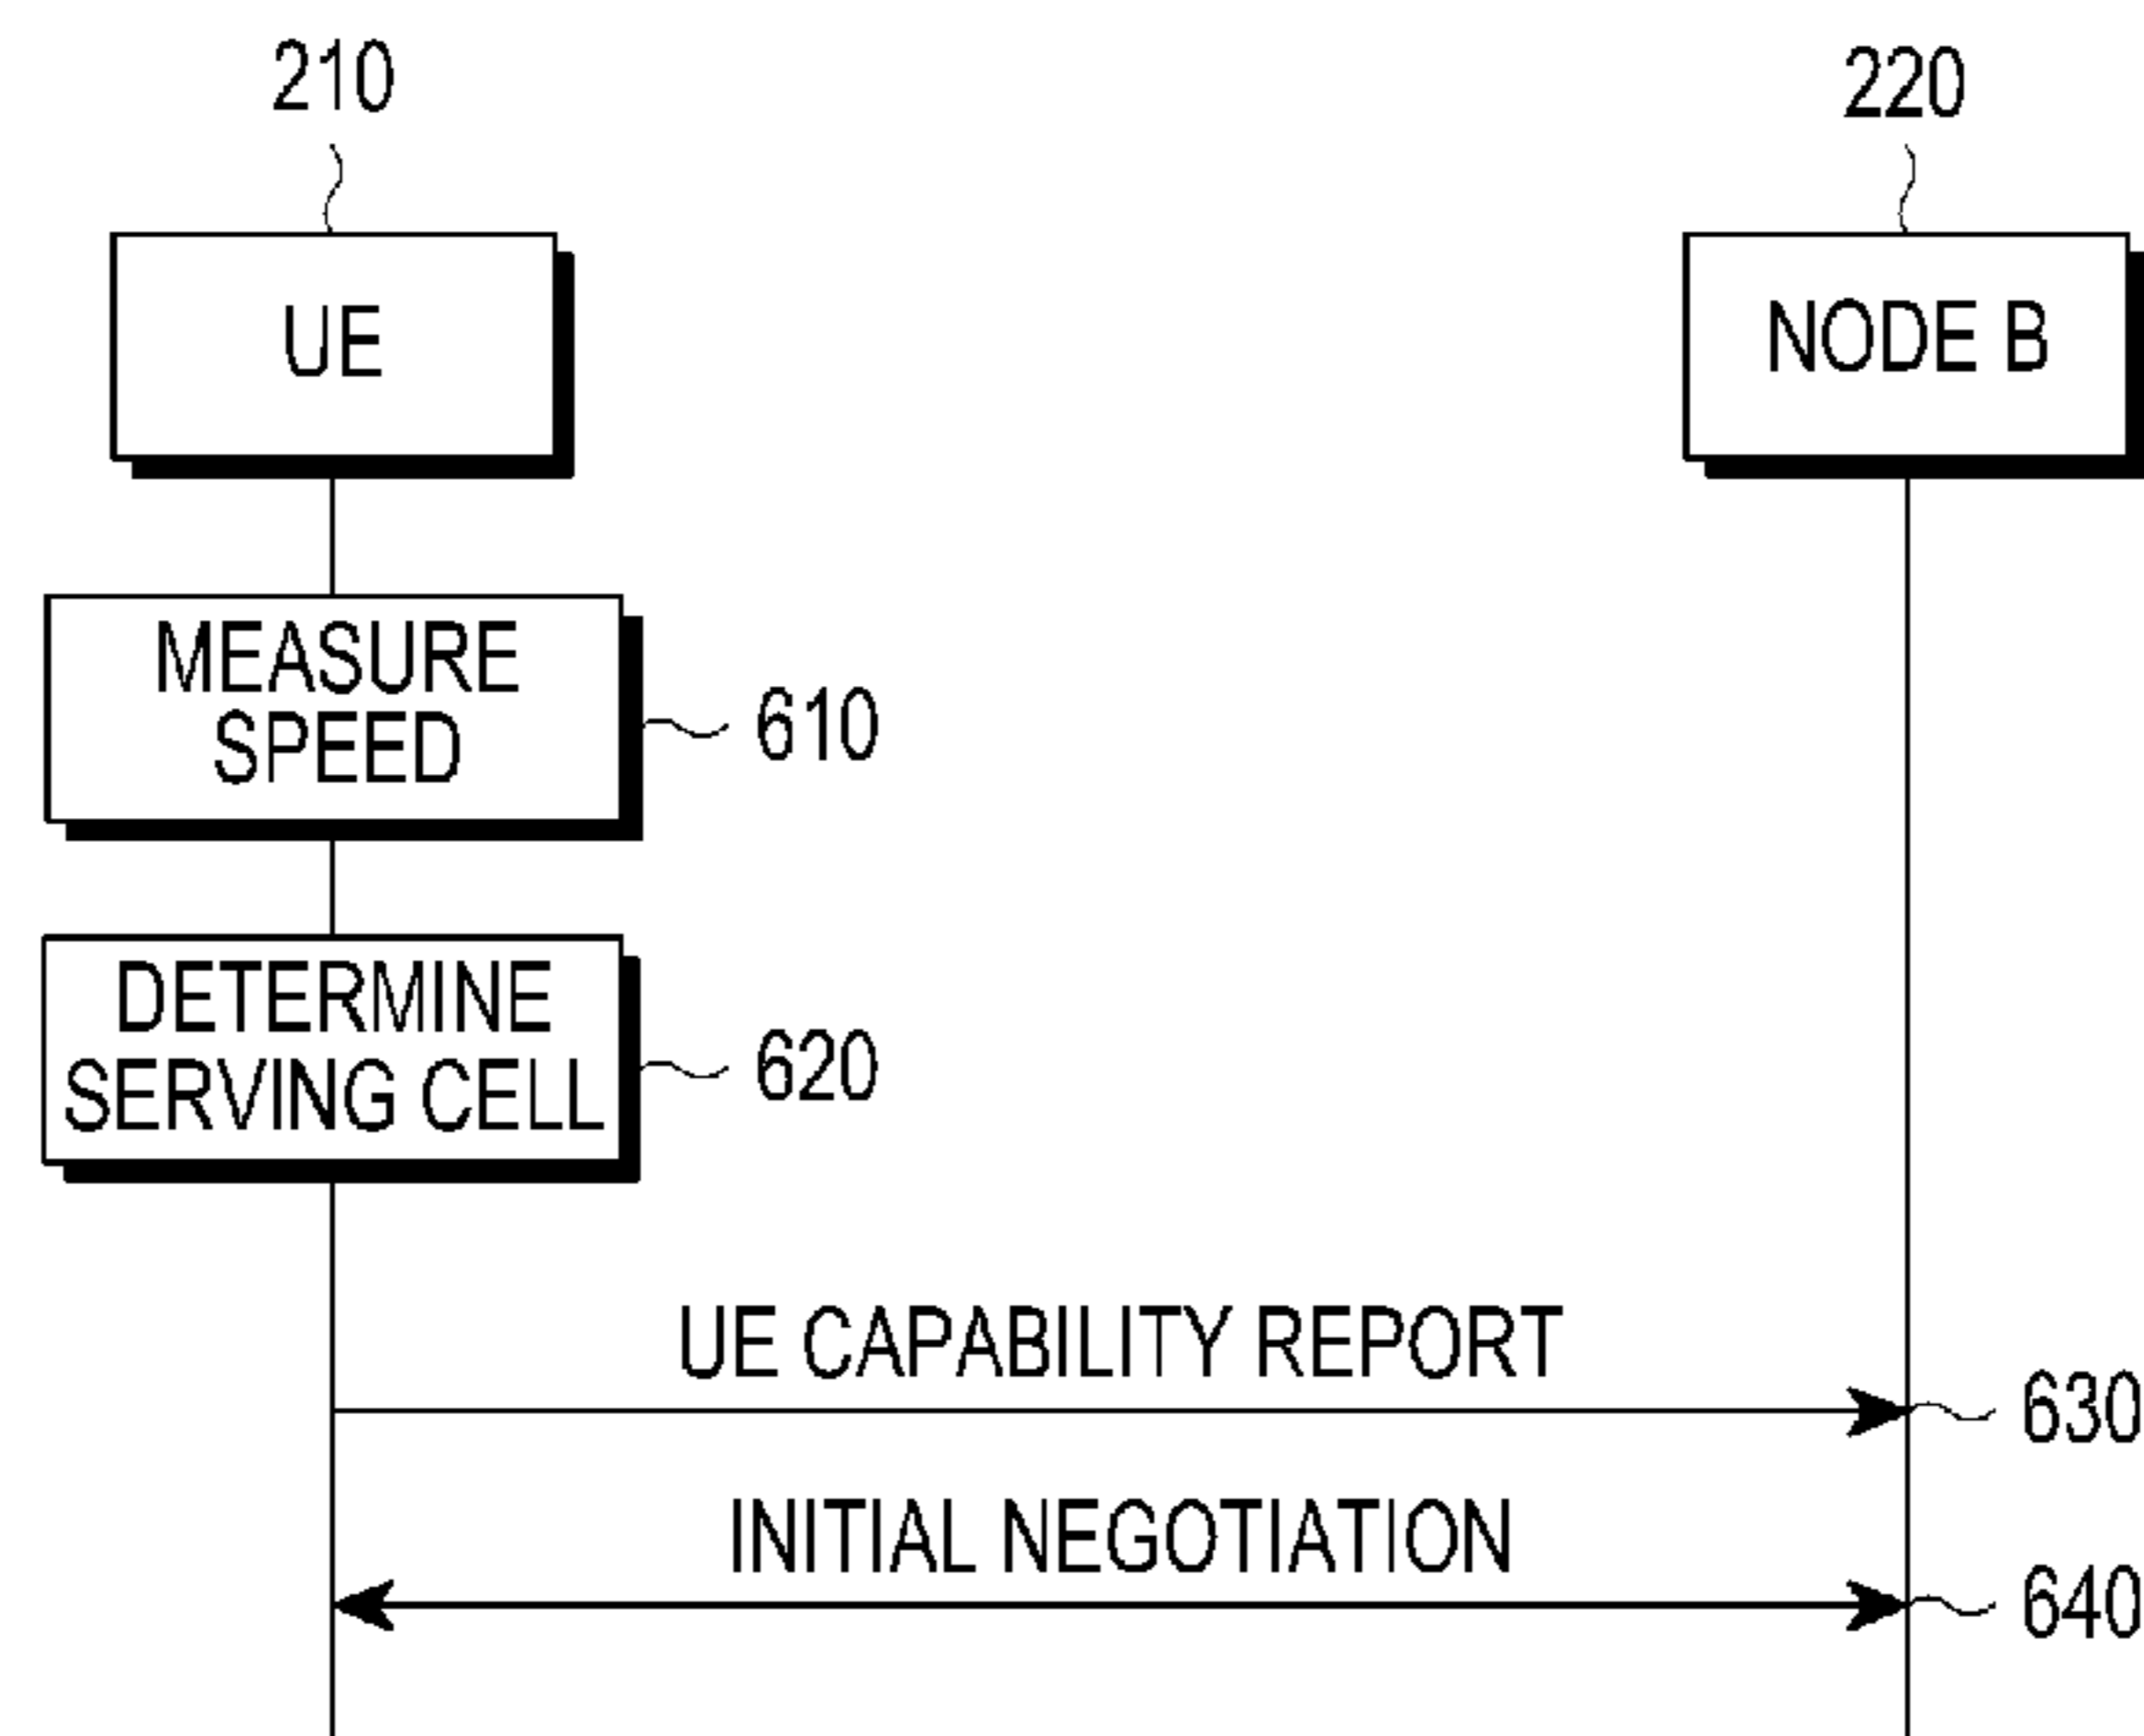 210
220
UE
NODE B
MEASURE
SPEED
610
DETERMINE
SERVING CELL
620
UE CAPABILITY REPORT
630
INITIAL NEGOTIATION
640